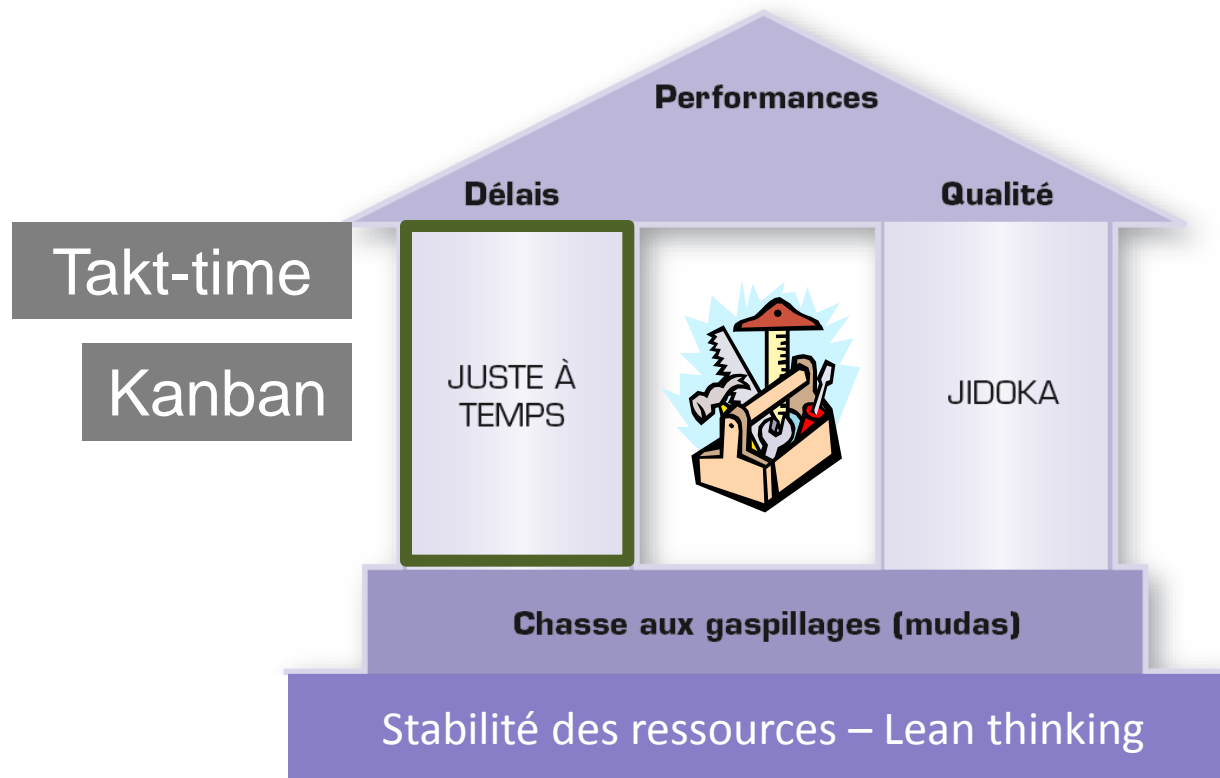 Performances
Délais
Qualité
Takt-time
Kanban
JUSTE À
TEMPS
JIDOKA
Chasse aux gaspillages (mudas)
Stabilité des ressources – Lean thinking